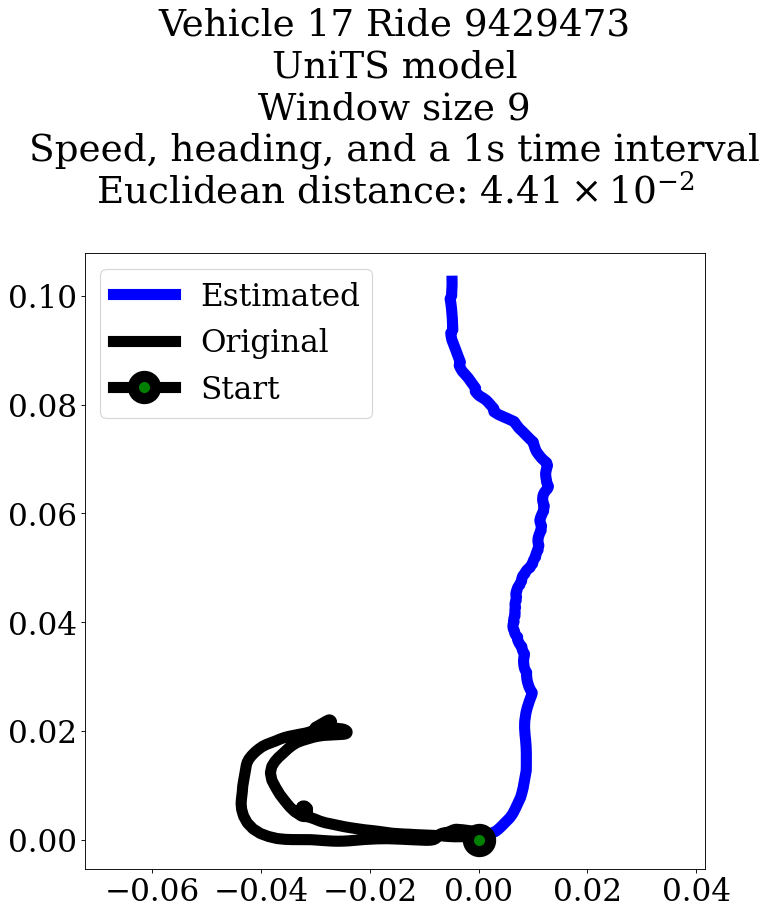 Vehicle 17 Ride 9429473
UniTS model
Window size 9
Speed, heading, and a 1s time interval
Euclidean distance: 4.41 × 10⁻²
Estimated
Original
Start
0.10
0.08
0.06
0.04
0.02
0.00
−0.06 −0.04 −0.02 0.00 0.02 0.04